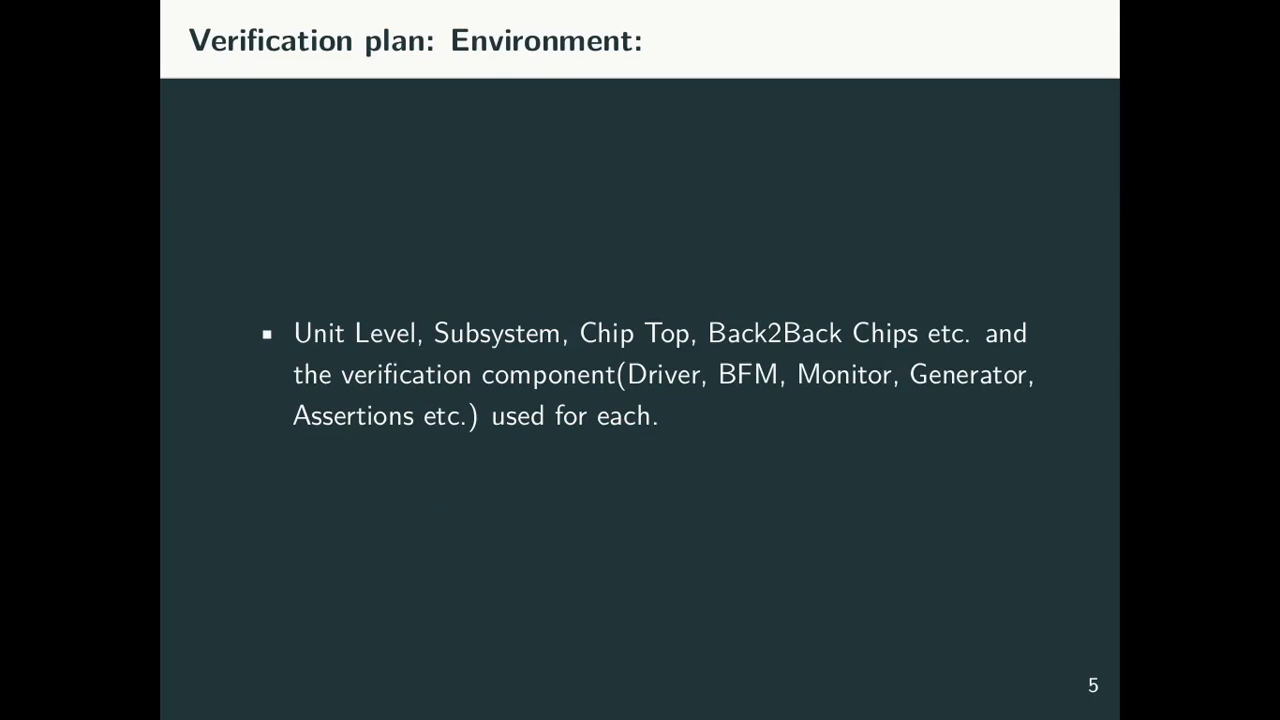 Verification plan: Environment:
▪ Unit Level, Subsystem, Chip Top, Back2Back Chips etc. and
the verification component(Driver, BFM, Monitor, Generator,
Assertions etc.) used for each.
5